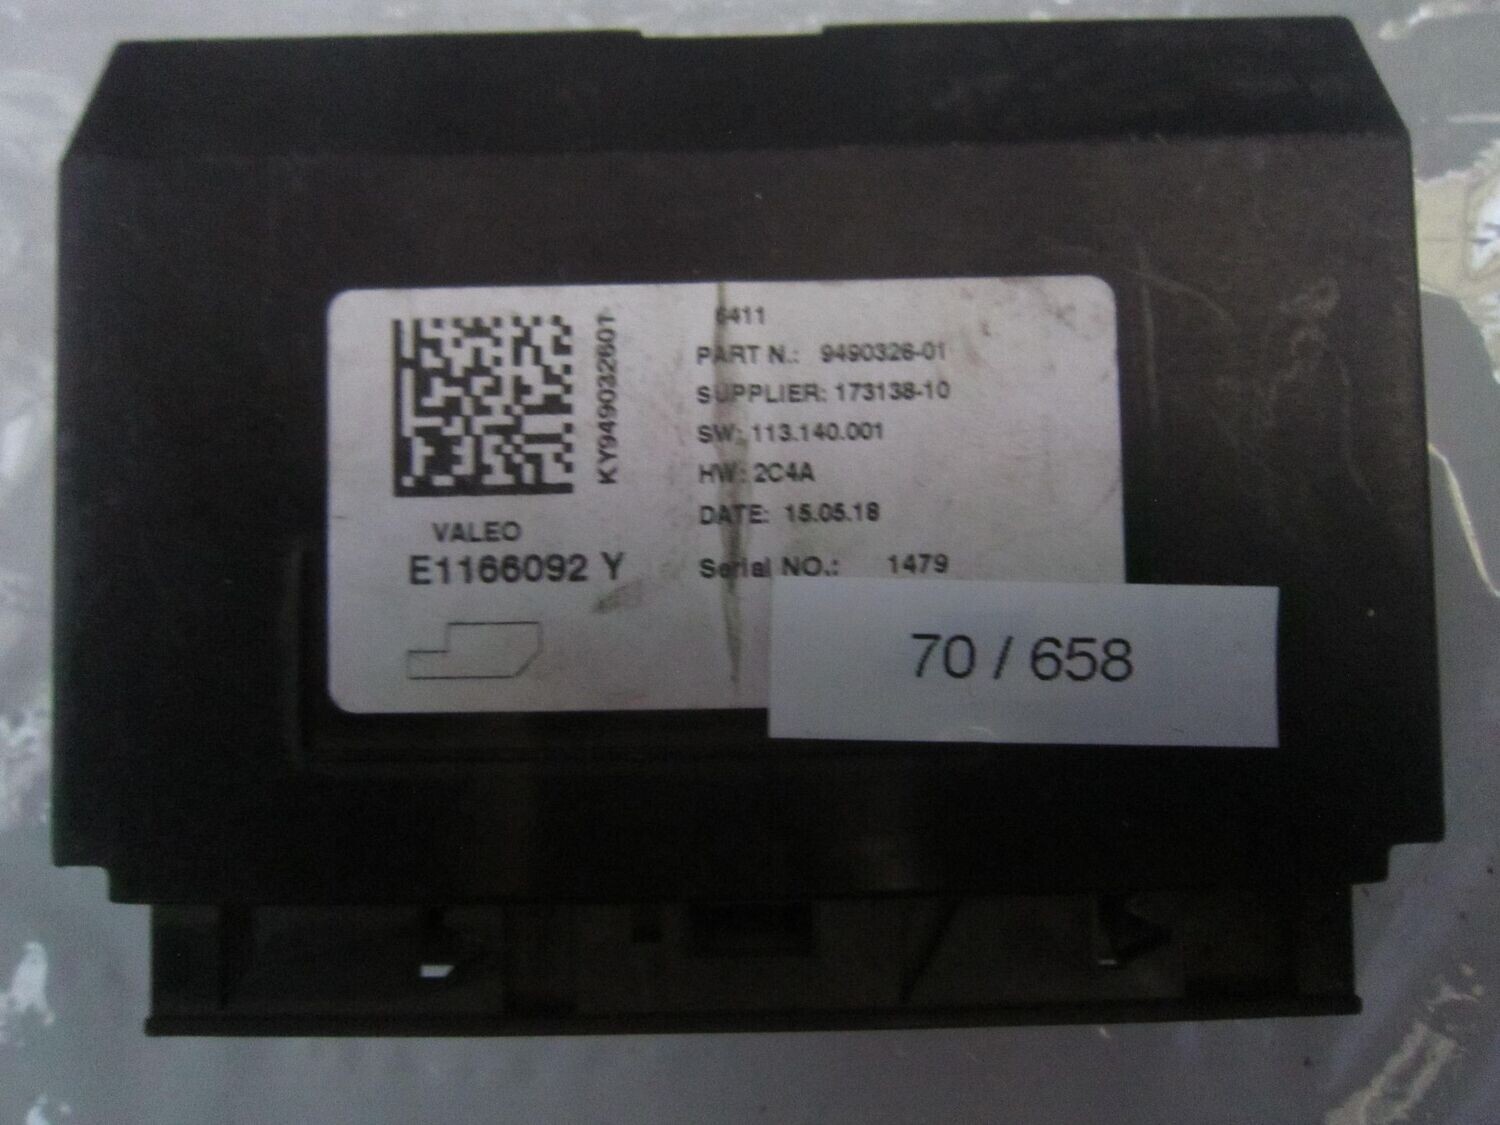 KY949032601
VALEO
E1166092 Y
6411
PART N.: 9490326-01
SUPPLIER: 173138-10
SW: 113.140.001
HW: 2C4A
DATE: 15.05.18
Serial NO.: 1479
70 / 658